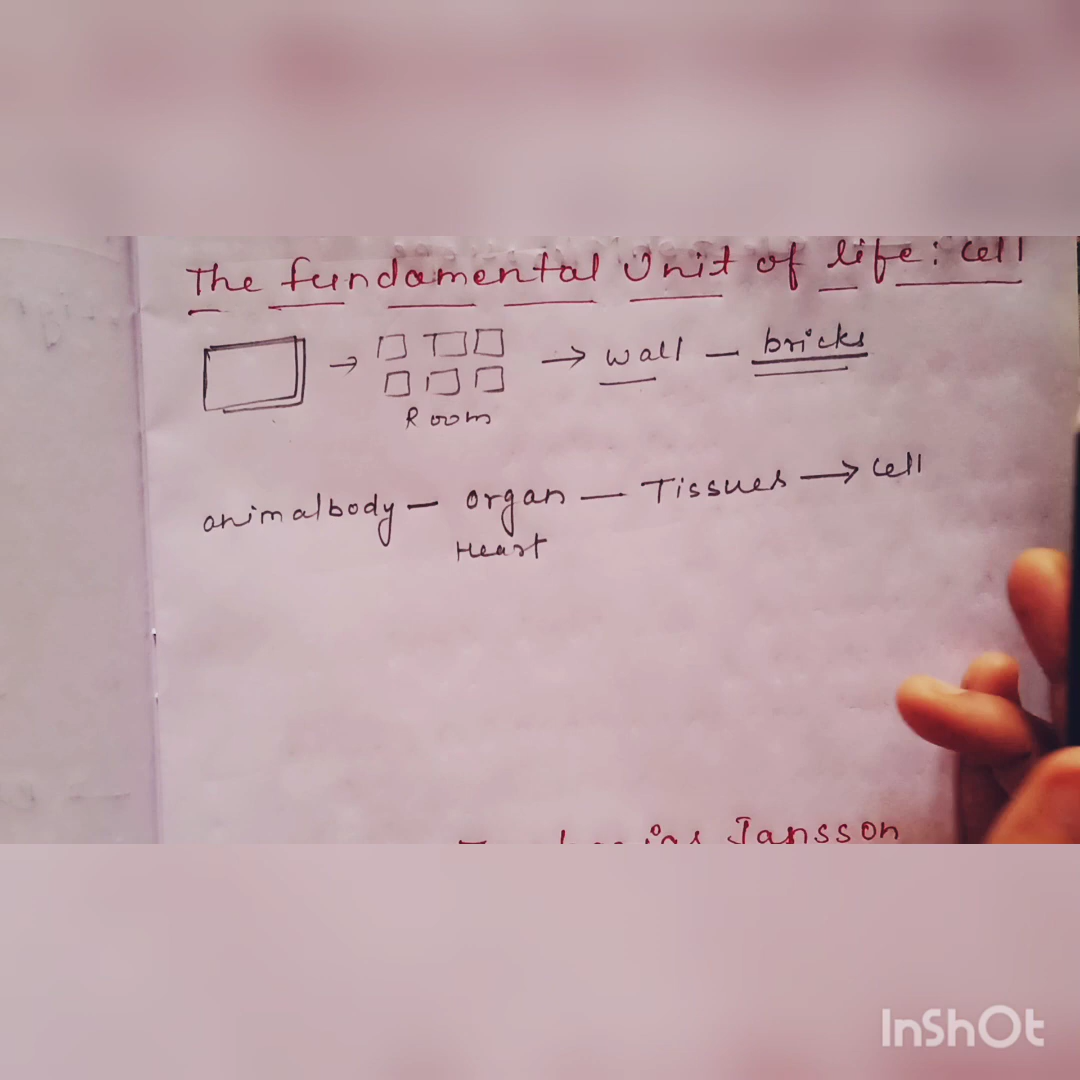 The fundamental Unit of life: cell
→ → wall — bricks
Room
animalbody — organ — Tissues → cell
Heart
Jansson
InShOt